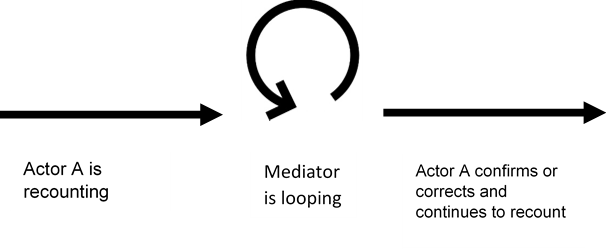 Actor A is
recounting
Mediator
is looping
Actor A confirms or
corrects and
continues to recount